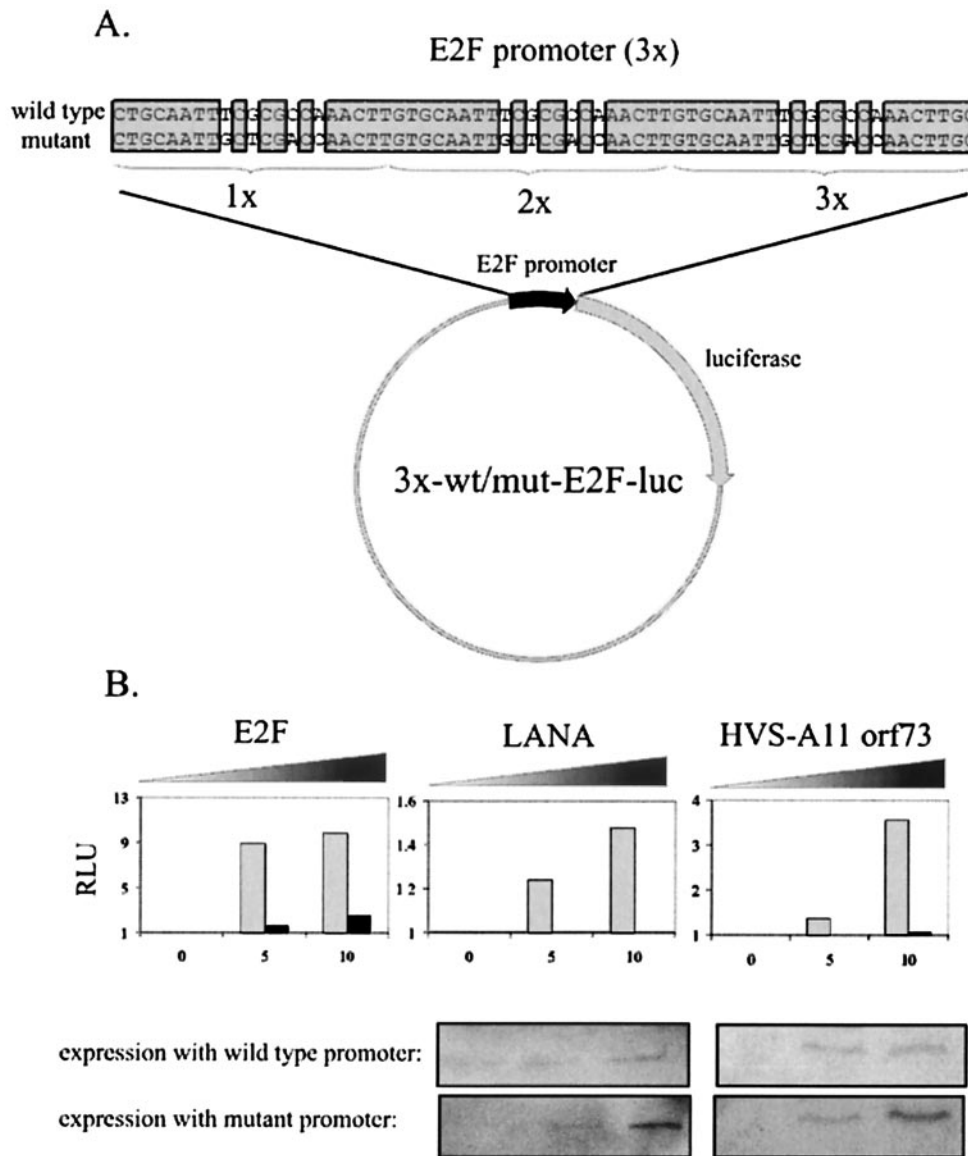 A.
E2F promoter (3x)
wild type CTGCAATTTCGCGCCAAACTTGTGCAATTTCGCGCCAAACTTGTGCAATTTCGCGCCAAACTTGC
mutant CTGCAATTGCTCGACCAACTTGTGCAATTGCTCGACCAACTTGTGCAATTGCTCGACCAACTTGC
1x 2x 3x
E2F promoter
luciferase
3x-wt/mut-E2F-luc
B.
E2F LANA HVS-A11 orf73
RLU
13
9
5
1
0 5 10
1.6
1.4
1.2
1
0 5 10
4
3
2
1
0 5 10
expression with wild type promoter:
expression with mutant promoter: